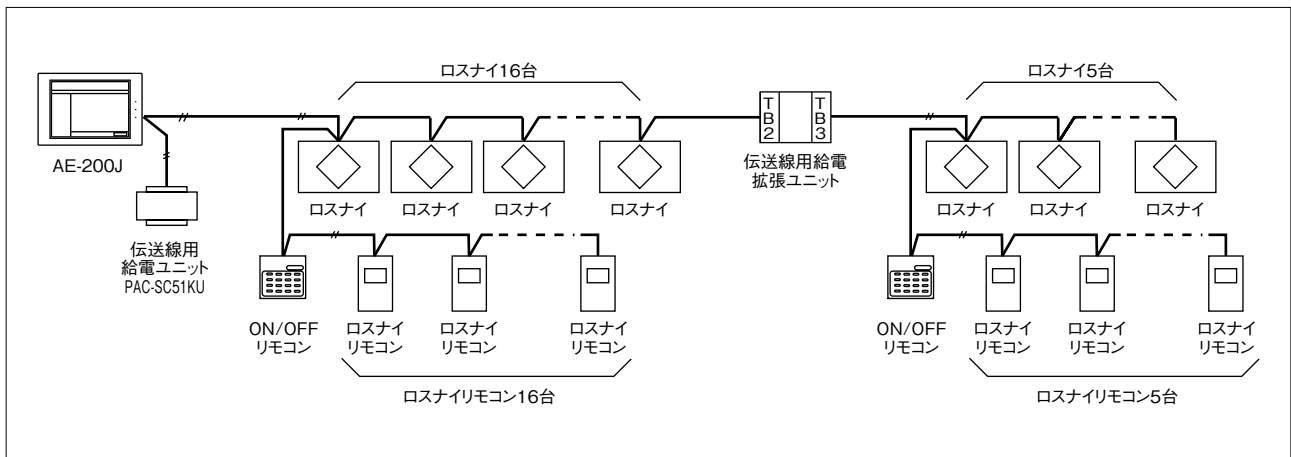 ロスナイ16台
ロスナイ5台
AE-200J
伝送線用
給電ユニット
PAC-SC51KU
ロスナイ
ロスナイ
ロスナイ
ロスナイ
TB2
TB3
伝送線用給電
拡張ユニット
ロスナイ
ロスナイ
ロスナイ
ON/OFF
リモコン
ロスナイ
リモコン
ロスナイ
リモコン
ロスナイ
リモコン
ロスナイリモコン16台
ON/OFF
リモコン
ロスナイ
リモコン
ロスナイ
リモコン
ロスナイ
リモコン
ロスナイリモコン5台